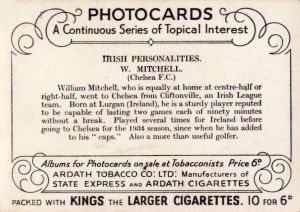 PHOTOCARDS
A Continuous Series of Topical Interest
IRISH PERSONALITIES.
W. MITCHELL.
(Chelsea F.C.)
William Mitchell, who is equally at home at centre-half or
right-half, went to Chelsea from Cliftonville, an Irish League
team. Born at Lurgan (Ireland), he is a sturdy player reputed
to be capable of lasting two games each of ninety minutes
without a break. Played several times for Ireland before
going to Chelsea for the 1934 season, since when he has added
to his "caps." Also a more than useful golfer.
Albums for Photocards on sale at Tobacconists Price 6D
ARDATH TOBACCO CO: LTD: Manufacturers of
STATE EXPRESS and ARDATH CIGARETTES
PACKED WITH KINGS THE LARGER CIGARETTES. 10 FOR 6D